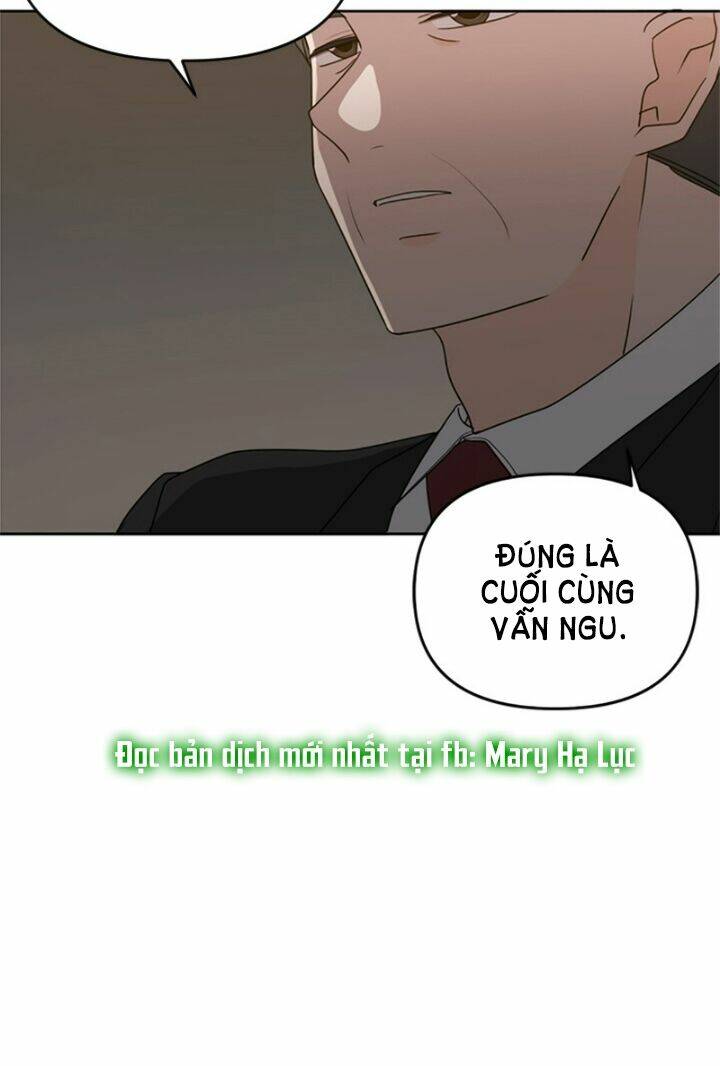 ĐÚNG LÀ
CUỐI CÙNG
VẪN NGU.
Đọc bản dịch mới nhất tại fb: Mary Hạ Lục